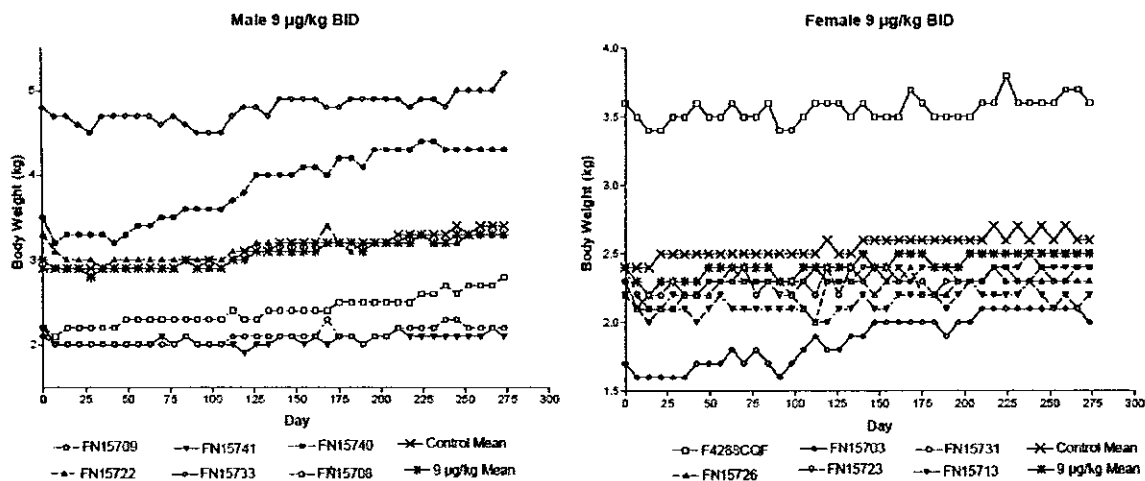 Male 9 µg/kg BID
5
4
3
2
Body Weight (kg)
0 25 50 75 100 125 150 175 200 225 250 275 300
Day
FN15709 FN15741 FN15740 Control Mean
FN15722 FN15733 FN15708 9 µg/kg Mean
Female 9 µg/kg BID
4.0
3.5
3.0
2.5
2.0
1.5
Body Weight (kg)
0 25 50 75 100 125 150 175 200 225 250 275 300
Day
FN15703 FN15731 Control Mean
FN15726 FN15723 FN15713 9 µg/kg Mean